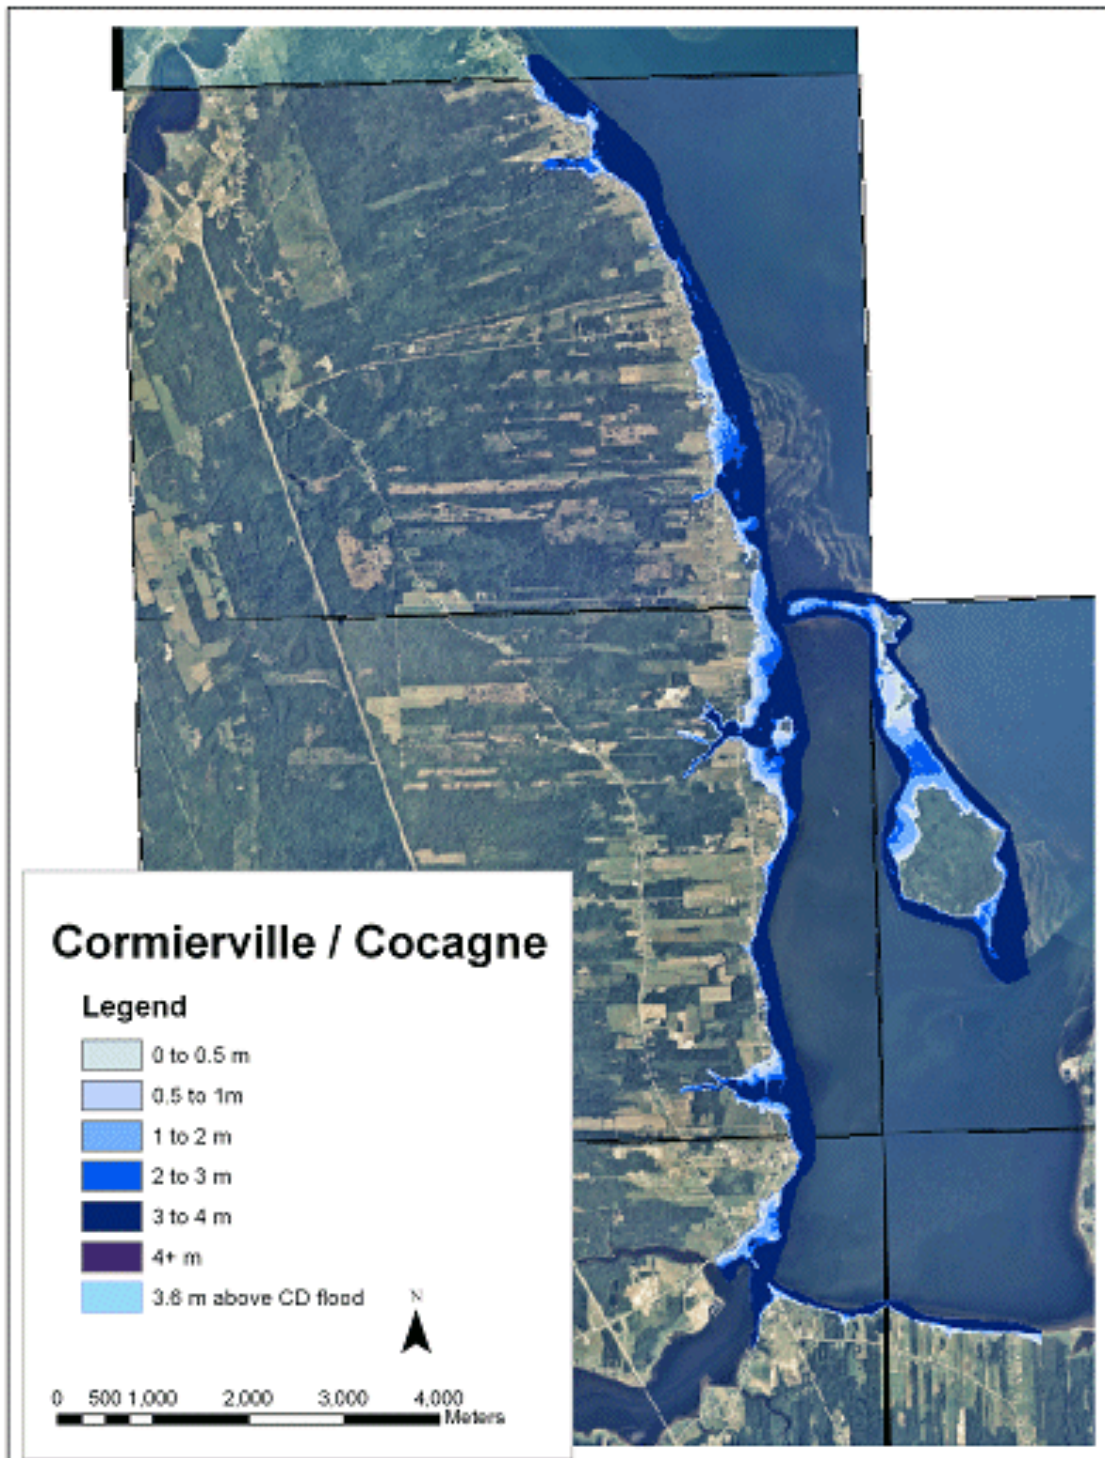 Cormierville / Cocagne
Legend
0 to 0.5 m
0.5 to 1m
1 to 2 m
2 to 3 m
3 to 4 m
4+ m
3.6 m above CD flood
N
0 500 1,000 2,000 3,000 4,000
Meters